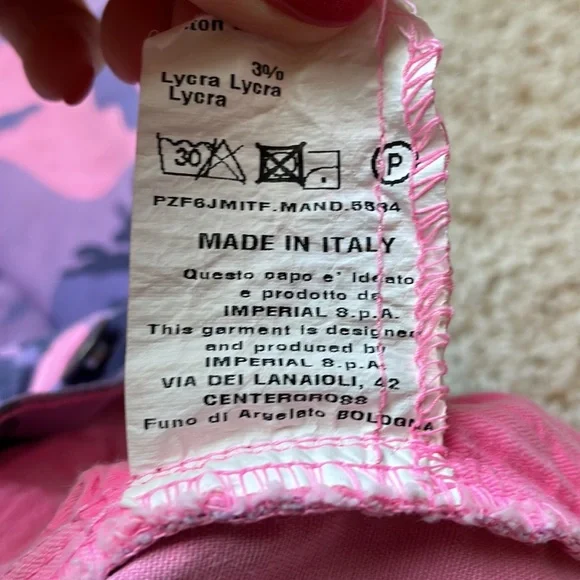 3%
Lycra Lycra
Lycra
30 P
PZF6JMITF.MAND.5534
MADE IN ITALY
Questo capo e' ideato
e prodotto da
IMPERIAL S.p.A.
This garment is designed
and produced by
IMPERIAL S.p.A.
VIA DEI LANAIOLI, 42
CENTERGROSS
Funo di Argelato BOLOGNA